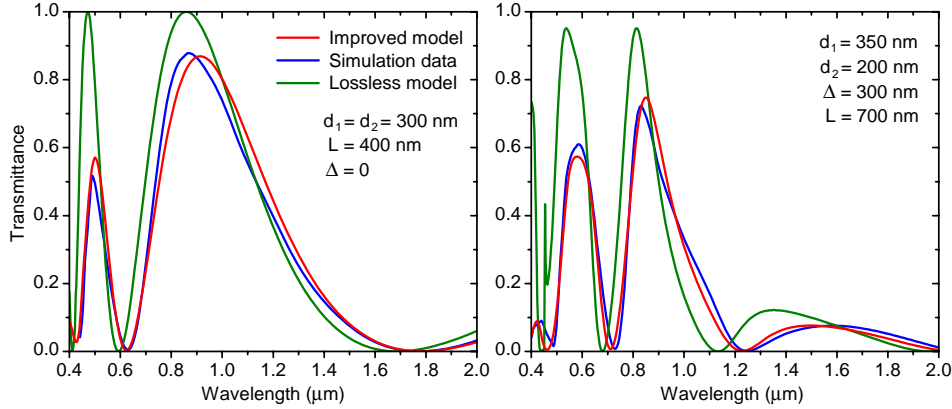 Transmittance
1.0
0.8
0.6
0.4
0.2
0.0
Improved model
Simulation data
Lossless model
d₁ = d₂ = 300 nm
L = 400 nm
Δ = 0
0.4 0.6 0.8 1.0 1.2 1.4 1.6 1.8 2.0
Wavelength (μm)
1.0
0.8
0.6
0.4
0.2
0.0
d₁ = 350 nm
d₂ = 200 nm
Δ = 300 nm
L = 700 nm
0.4 0.6 0.8 1.0 1.2 1.4 1.6 1.8 2.0
Wavelength (μm)